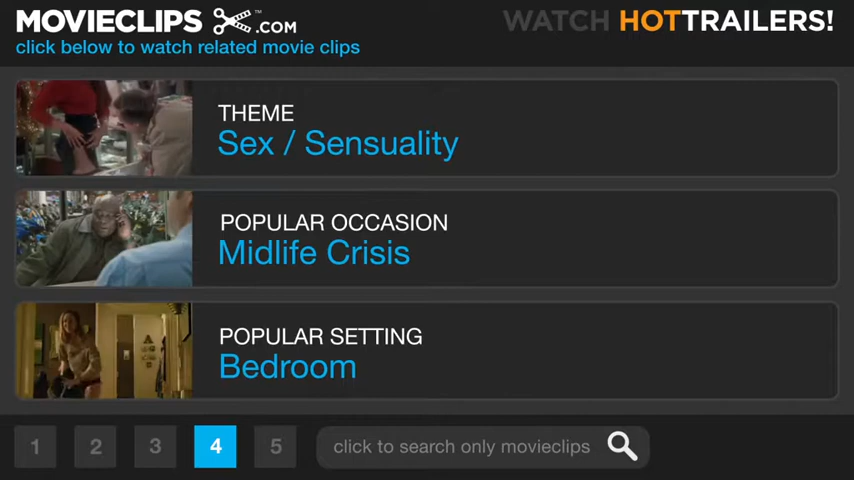 MOVIECLIPS .COM
WATCH HOTTRAILERS!
click below to watch related movie clips
THEME
Sex / Sensuality
POPULAR OCCASION
Midlife Crisis
POPULAR SETTING
Bedroom
1 2 3 4 5 click to search only movieclips